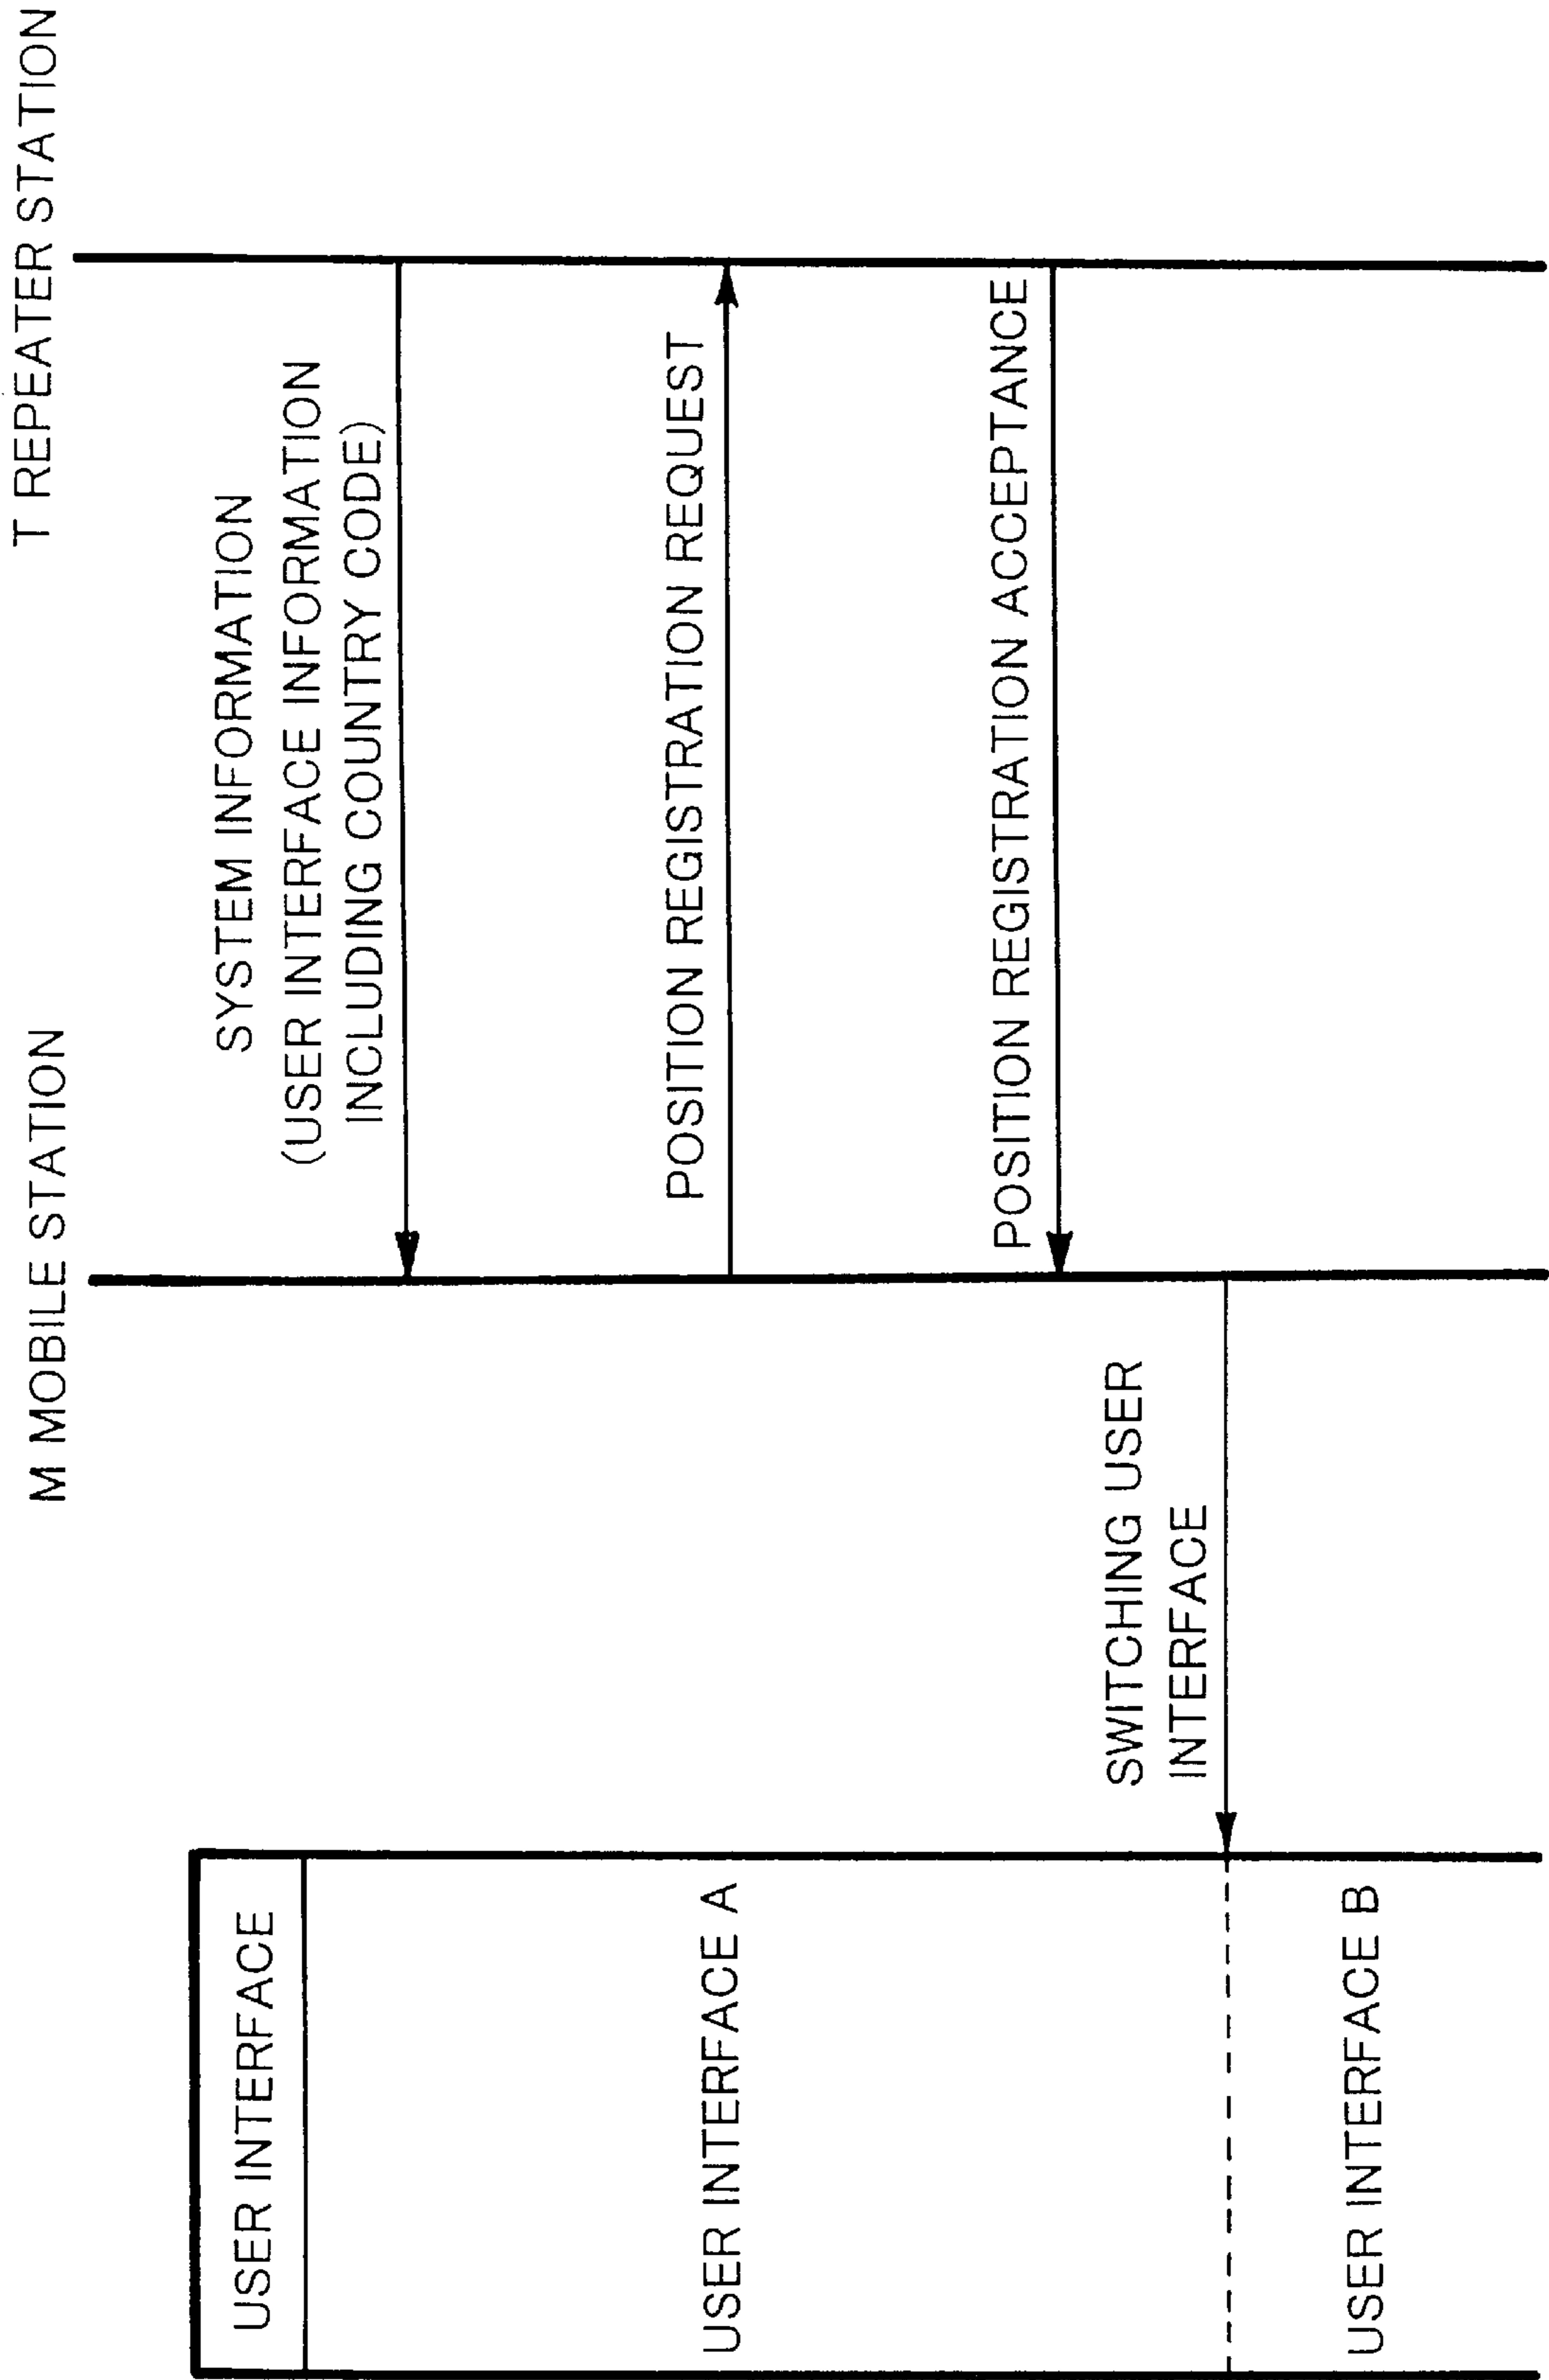 M MOBILE STATION
T REPEATER STATION
USER INTERFACE
SYSTEM INFORMATION
(USER INTERFACE INFORMATION
INCLUDING COUNTRY CODE)
USER INTERFACE A
POSITION REGISTRATION REQUEST
POSITION REGISTRATION ACCEPTANCE
SWITCHING USER
INTERFACE
USER INTERFACE B